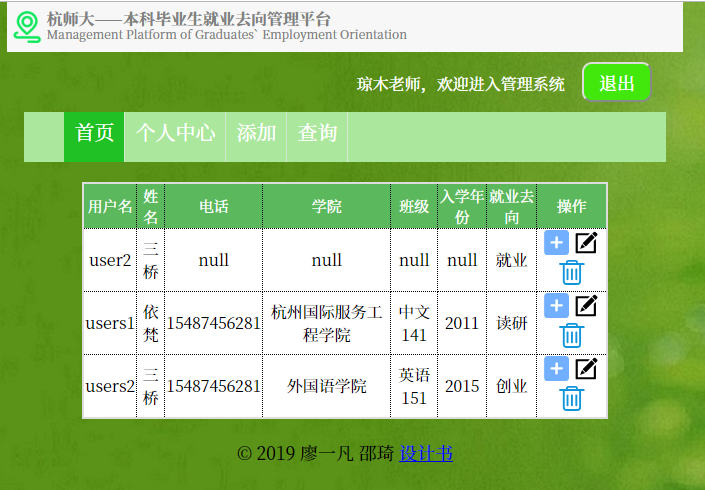 杭师大——本科毕业生就业去向管理平台
Management Platform of Graduates` Employment Orientation
琼木老师，欢迎进入管理系统 退出
首页 个人中心 添加 查询
用户名 姓名 电话 学院 班级 入学年份 就业去向 操作
user2 三桥 null null null null 就业
users1 依梵 15487456281 杭州国际服务工程学院 中文141 2011 读研
users2 三桥 15487456281 外国语学院 英语151 2015 创业
© 2019 廖一凡 邵琦 设计书